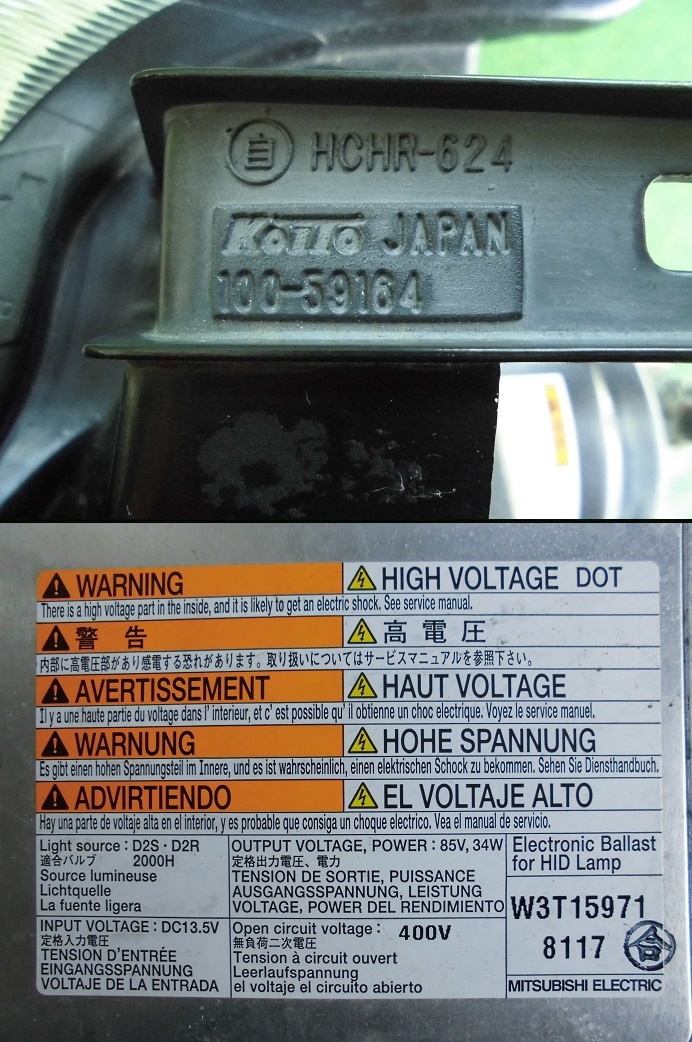 自 HCHR-624
KOITO JAPAN
100-59164
WARNING
HIGH VOLTAGE DOT
There is a high voltage part in the inside, and it is likely to get an electric shock. See service manual.
警 告
高 電 圧
内部に高電圧部があり感電する恐れがあります。取り扱いについてはサービスマニュアルを参照下さい。
AVERTISSEMENT
HAUT VOLTAGE
Il y a une haute partie du voltage dans l' interieur, et c' est possible qu' il obtienne un choc electrique. Voyez le service manuel.
WARNUNG
HOHE SPANNUNG
Es gibt einen hohen Spannungsteil im Innere, und es ist wahrscheinlich, einen elektrischen Schock zu bekommen. Sehen Sie Diensthandbuch.
ADVIRTIENDO
EL VOLTAJE ALTO
Hay una parte de voltaje alta en el interior, y es probable que consiga un choque electrico. Vea el manual de servicio.
Light source : D2S・D2R
適合バルブ 2000H
Source lumineuse
Lichtquelle
La fuente ligera
OUTPUT VOLTAGE, POWER : 85V, 34W
定格出力電圧、電力
TENSION DE SORTIE, PUISSANCE
AUSGANGSSPANNUNG, LEISTUNG
VOLTAGE, POWER DEL RENDIMIENTO
Electronic Ballast
for HID Lamp
W3T15971
8117 合
MITSUBISHI ELECTRIC
INPUT VOLTAGE : DC13.5V
定格入力電圧
TENSION D'ENTRÉE
EINGANGSSPANNUNG
VOLTAJE DE LA ENTRADA
Open circuit voltage : 400V
無負荷二次電圧
Tension à circuit ouvert
Leerlaufspannung
el voltaje el circuito abierto